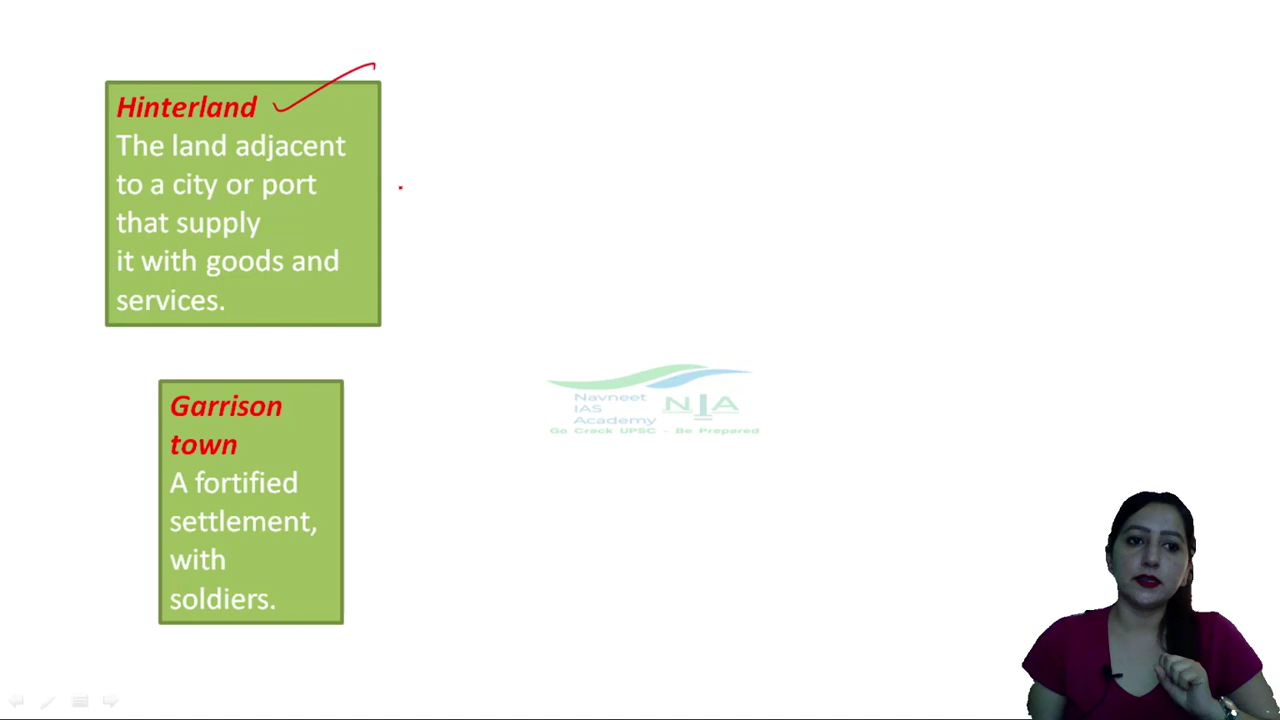 Hinterland
The land adjacent
to a city or port
that supply
it with goods and
services.
Garrison
town
A fortified
settlement,
with
soldiers.
Navneet
IAS
Academy
NIA
Go Crack UPSC - Be Prepared